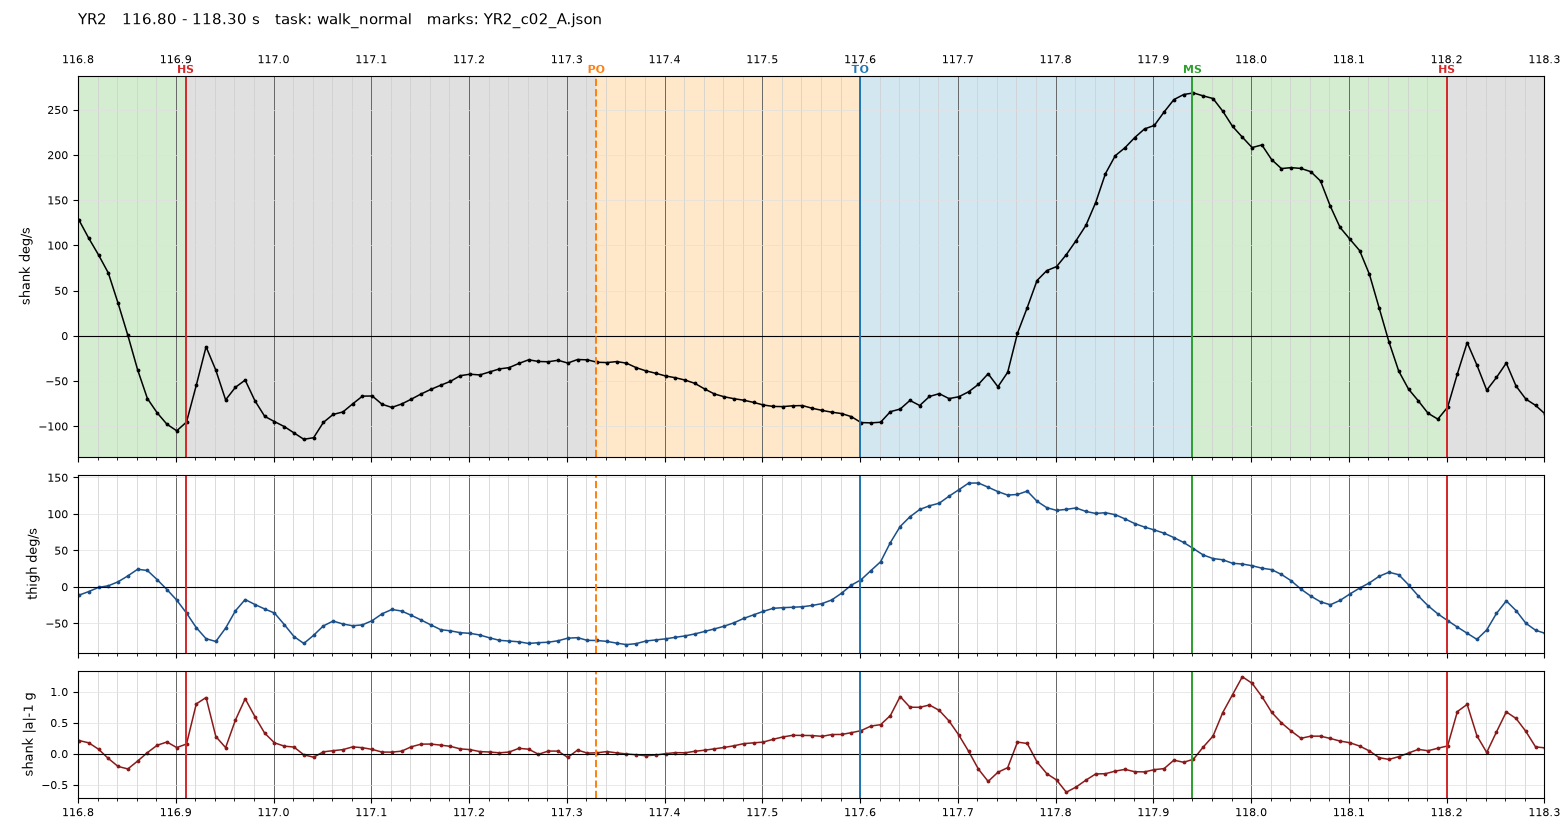 YR2   116.80 - 118.30 s   task: walk_normal   marks: YR2_c02_A.json
116.8 116.9 117.0 117.1 117.2 117.3 117.4 117.5 117.6 117.7 117.8 117.9 118.0 118.1 118.2 118.3
HS PO TO MS HS
shank deg/s
250
200
150
100
50
0
−50
−100
thigh deg/s
150
100
50
0
−50
shank |a|-1 g
1.0
0.5
0.0
−0.5
116.8 116.9 117.0 117.1 117.2 117.3 117.4 117.5 117.6 117.7 117.8 117.9 118.0 118.1 118.2 118.3